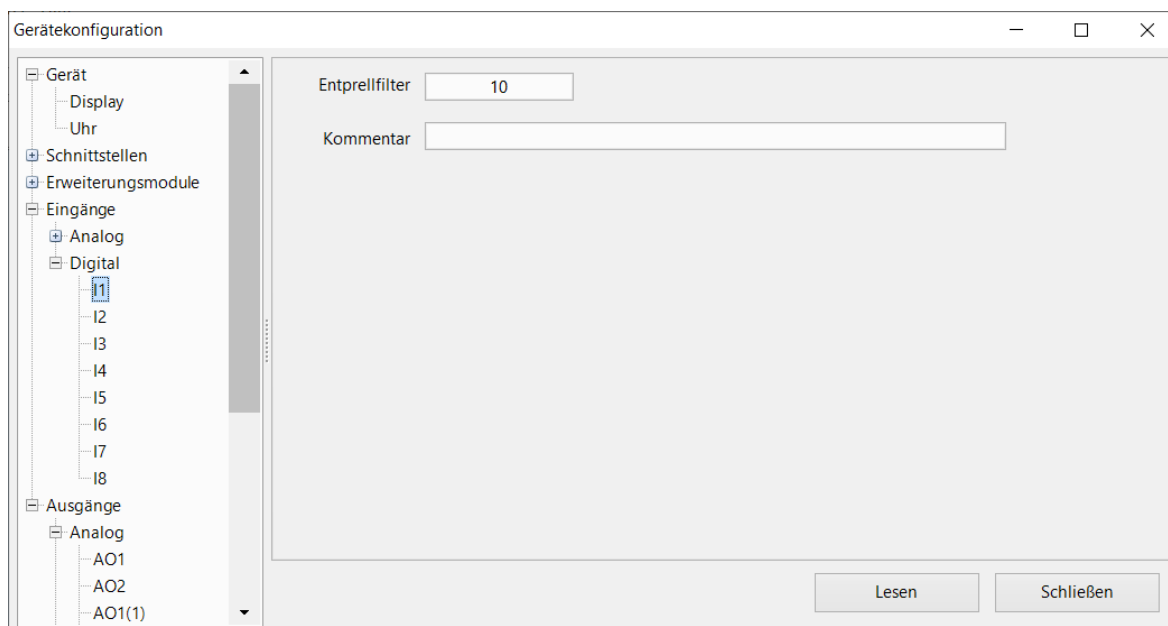 Gerätekonfiguration
Gerät
Display
Uhr
Schnittstellen
Erweiterungsmodule
Eingänge
Analog
Digital
I1
I2
I3
I4
I5
I6
I7
I8
Ausgänge
Analog
AO1
AO2
AO1(1)
Entprellfilter 10
Kommentar
Lesen Schließen